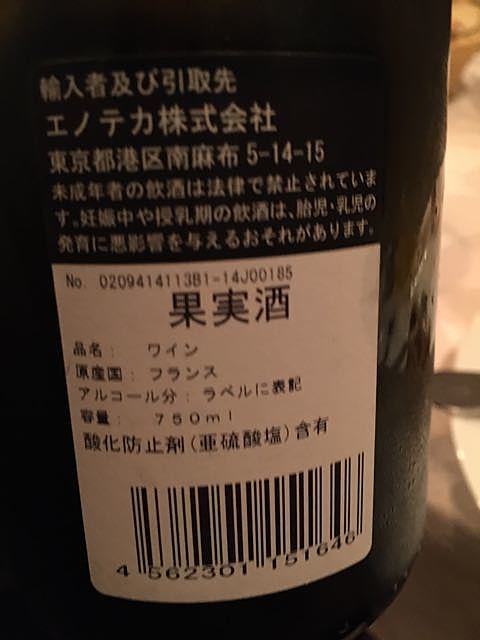 輸入者及び引取先
エノテカ株式会社
東京都港区南麻布 5-14-15
未成年者の飲酒は法律で禁止されていま
す。妊娠中や授乳期の飲酒は、胎児・乳児の
発育に悪影響を与えるおそれがあります。
No. 0209414113B1-14J00185
果実酒
品名: ワイン
原産国: フランス
アルコール分: ラベルに表記
容量: 750ml
酸化防止剤(亜硫酸塩)含有
4 562301 151646